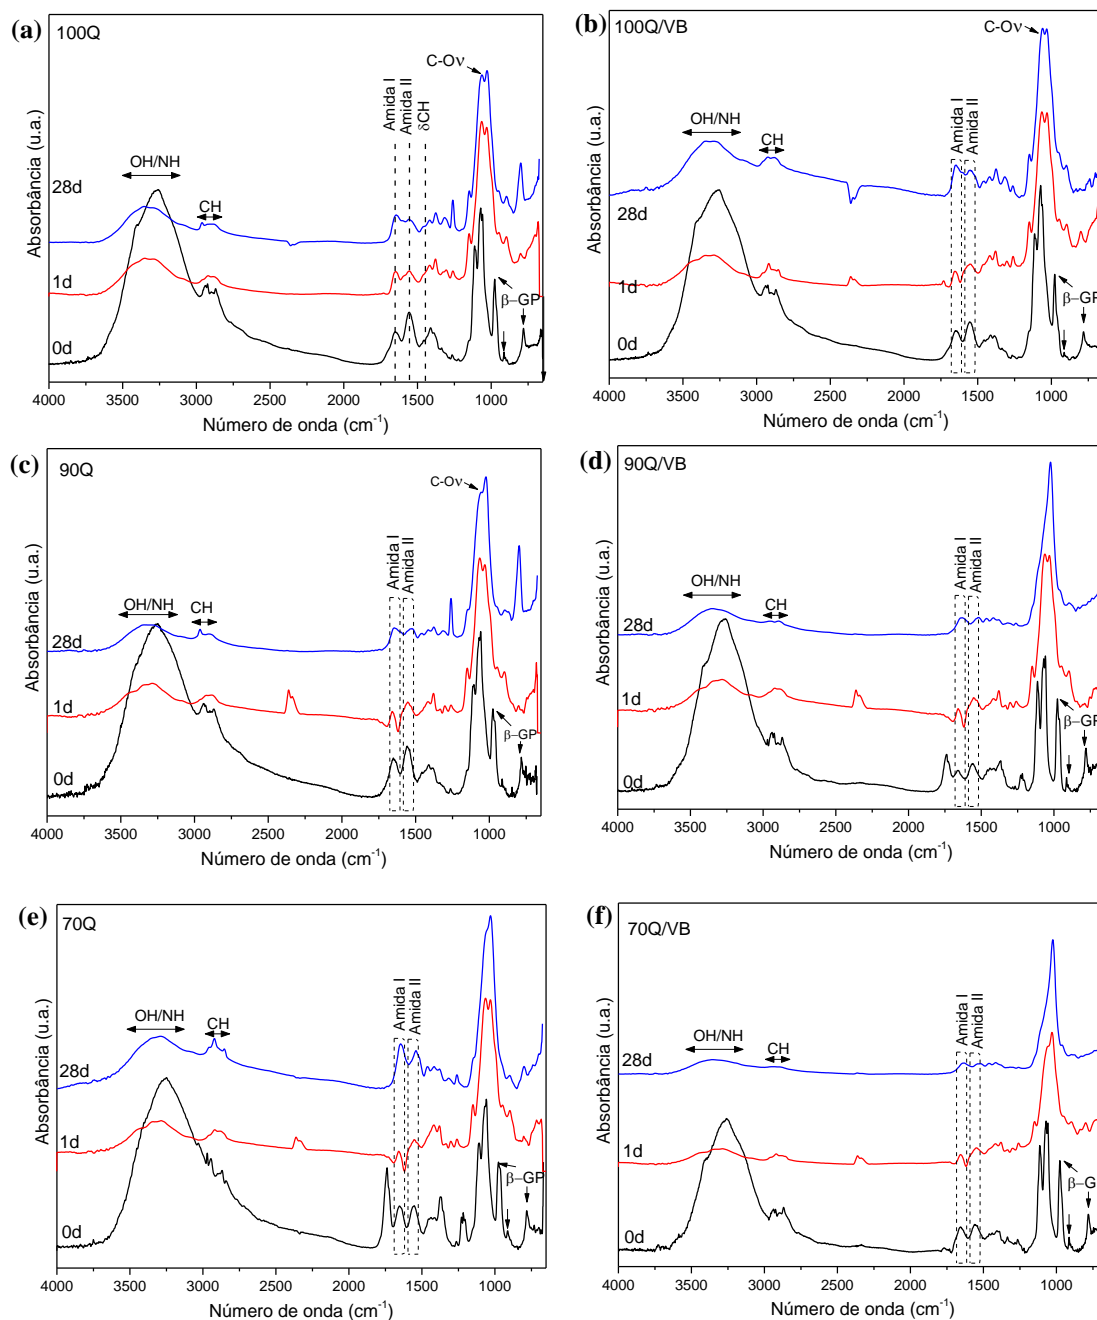 (a)
100Q
C-Oν
Amida I
Amida II
δCH
OH/NH
CH
28d
1d
0d
β−GP
Absorbância (u.a.)
4000 3500 3000 2500 2000 1500 1000
Número de onda (cm-1)
(b)
100Q/VB
C-Oν
Amida I
Amida II
OH/NH
CH
28d
1d
0d
β−GP
Absorbância (u.a.)
4000 3500 3000 2500 2000 1500 1000
Número de onda (cm-1)
(c)
90Q
C-Oν
Amida I
Amida II
OH/NH
CH
28d
1d
0d
β−GP
Absorbância (u.a.)
4000 3500 3000 2500 2000 1500 1000
Número de onda (cm-1)
(d)
90Q/VB
Amida I
Amida II
OH/NH
CH
28d
1d
0d
β−GP
Absorbância (u.a.)
4000 3500 3000 2500 2000 1500 1000
Número de onda (cm-1)
(e)
70Q
Amida I
Amida II
OH/NH
CH
28d
1d
0d
β−GP
Absorbância (u.a.)
4000 3500 3000 2500 2000 1500 1000
Número de onda (cm-1)
(f)
70Q/VB
Amida I
Amida II
OH/NH
CH
28d
1d
0d
β−G
Absorbância (u.a.)
4000 3500 3000 2500 2000 1500 1000
Número de onda (cm-1)